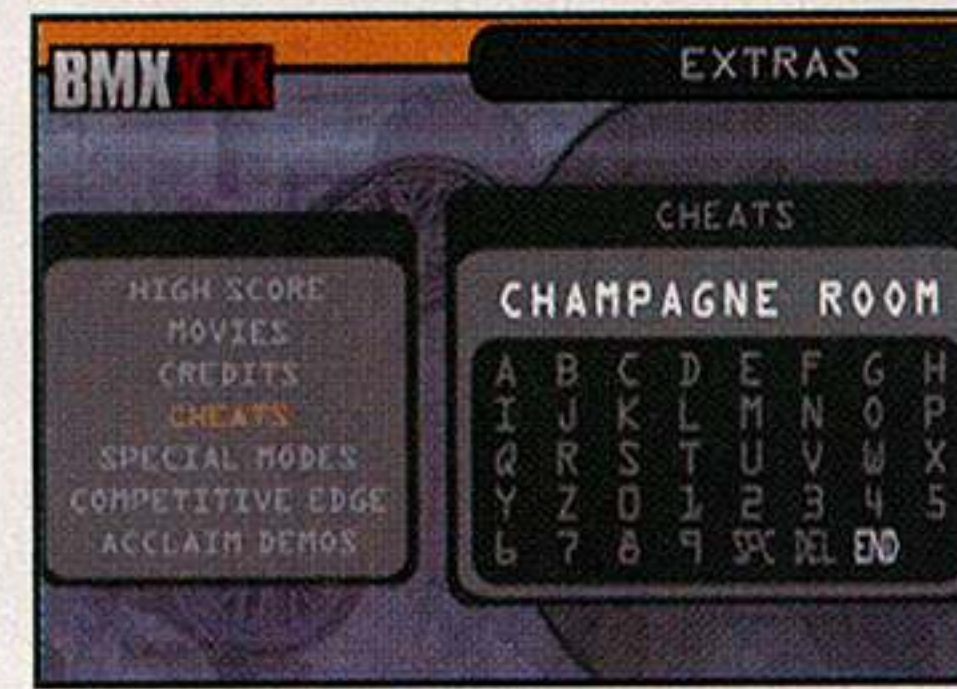 BMX XXX
EXTRAS
HIGH SCORE
MOVIES
CREDITS
CHEATS
SPECIAL MODES
COMPETITIVE EDGE
ACCLAIM DEMOS
CHEATS
CHAMPAGNE ROOM
A B C D E F G H
I J K L M N O P
Q R S T U V W X
Y Z 0 1 2 3 4 5
6 7 8 9 SPC DEL END